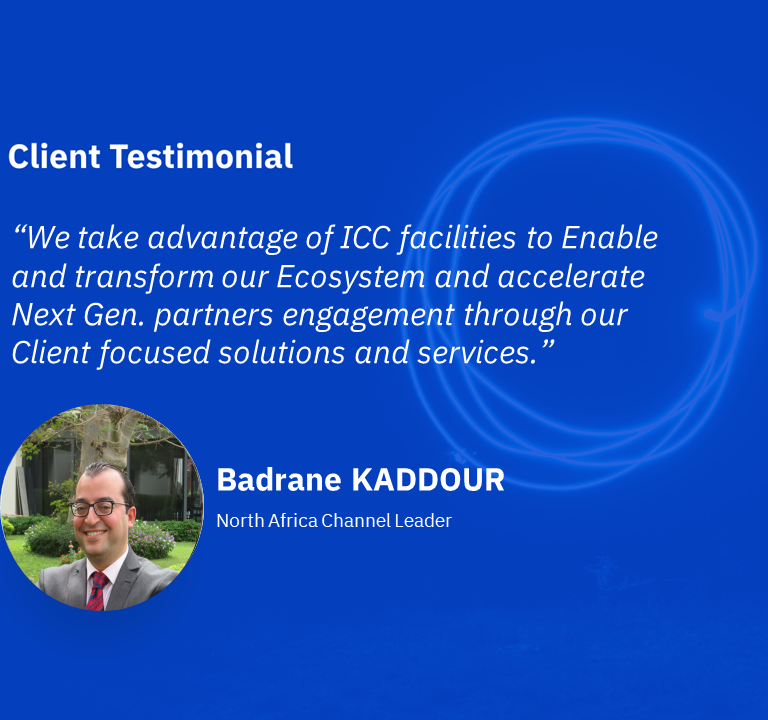 Client Testimonial
“We take advantage of ICC facilities to Enable
and transform our Ecosystem and accelerate
Next Gen. partners engagement through our
Client focused solutions and services.”
Badrane KADDOUR
North Africa Channel Leader